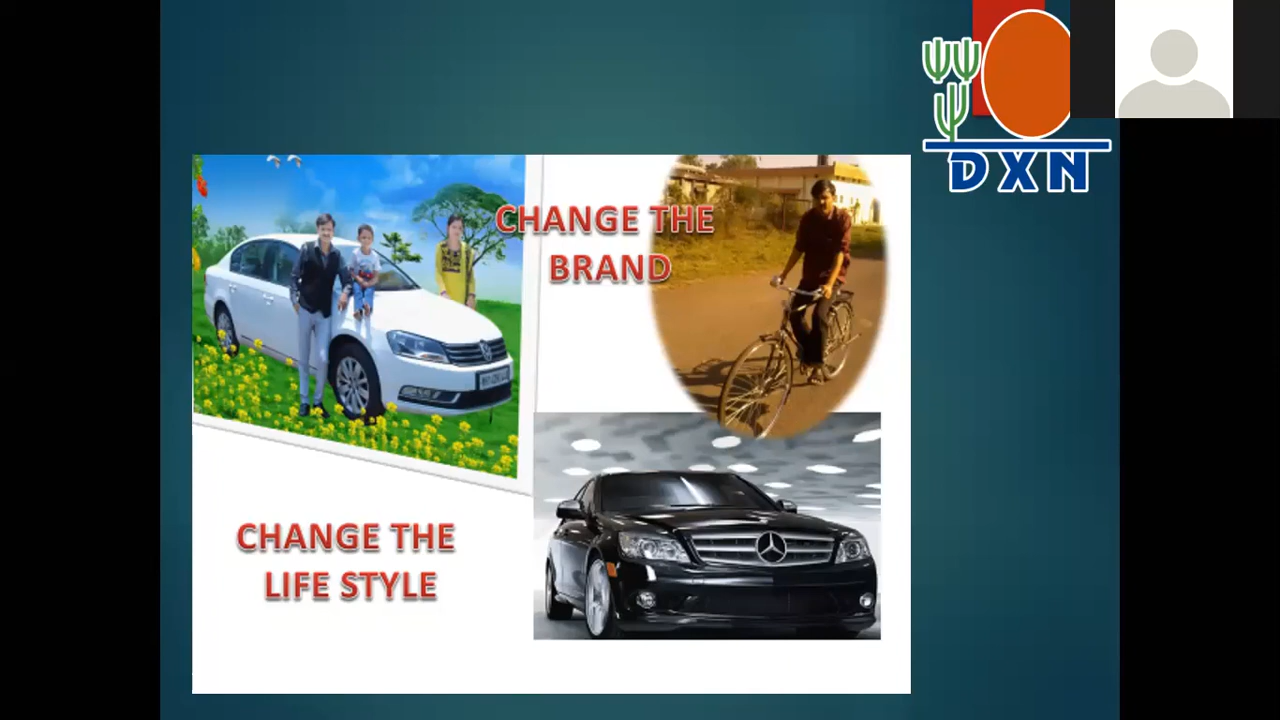 DXN
CHANGE THE
BRAND
CHANGE THE
LIFE STYLE